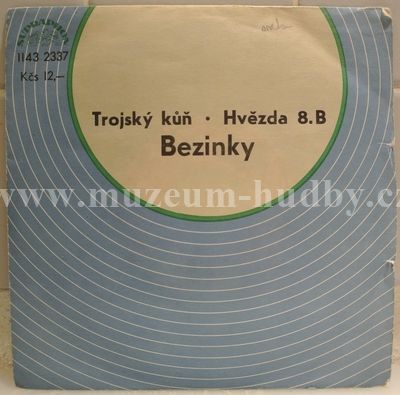 SUPRAPHON
1143 2337
Kčs 12,—
Trojský kůň · Hvězda 8.B
Bezinky
www.muzeum-hudby.cz